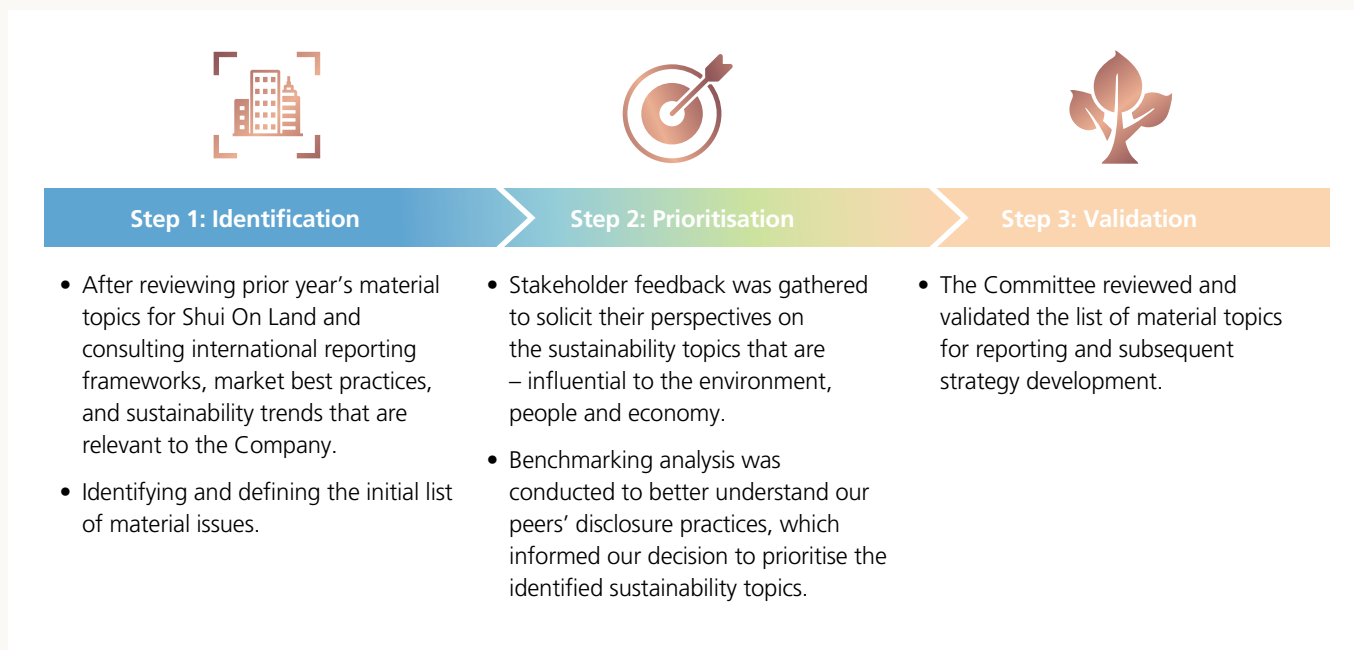 Step 1: Identification
• After reviewing prior year's material
topics for Shui On Land and
consulting international reporting
frameworks, market best practices,
and sustainability trends that are
relevant to the Company.
• Identifying and defining the initial list
of material issues.
Step 2: Prioritisation
• Stakeholder feedback was gathered
to solicit their perspectives on
the sustainability topics that are
– influential to the environment,
people and economy.
• Benchmarking analysis was
conducted to better understand our
peers' disclosure practices, which
informed our decision to prioritise the
identified sustainability topics.
Step 3: Validation
• The Committee reviewed and
validated the list of material topics
for reporting and subsequent
strategy development.